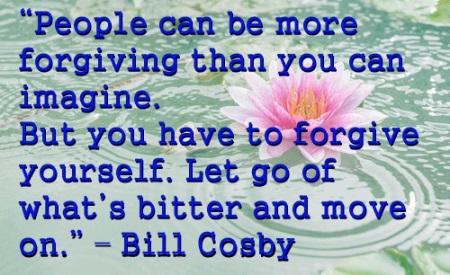 “People can be more
forgiving than you can
imagine.
But you have to forgive
yourself. Let go of
what’s bitter and move
on.” – Bill Cosby